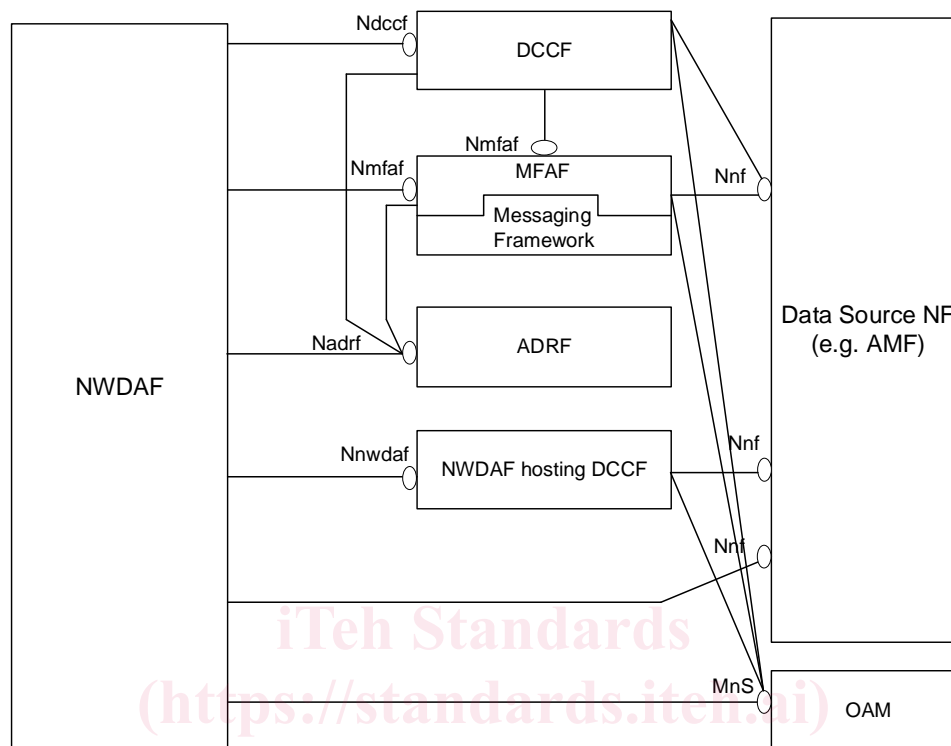 Ndccf
DCCF
Nmfaf
Nmfaf
MFAF
Nnf
Messaging
Framework
Data Source NF
(e.g. AMF)
Nadrf
ADRF
NWDAF
Nnwdaf
NWDAF hosting DCCF
Nnf
Nnf
iTeh Standards
MnS
(https://standards.iteh.ai)
OAM